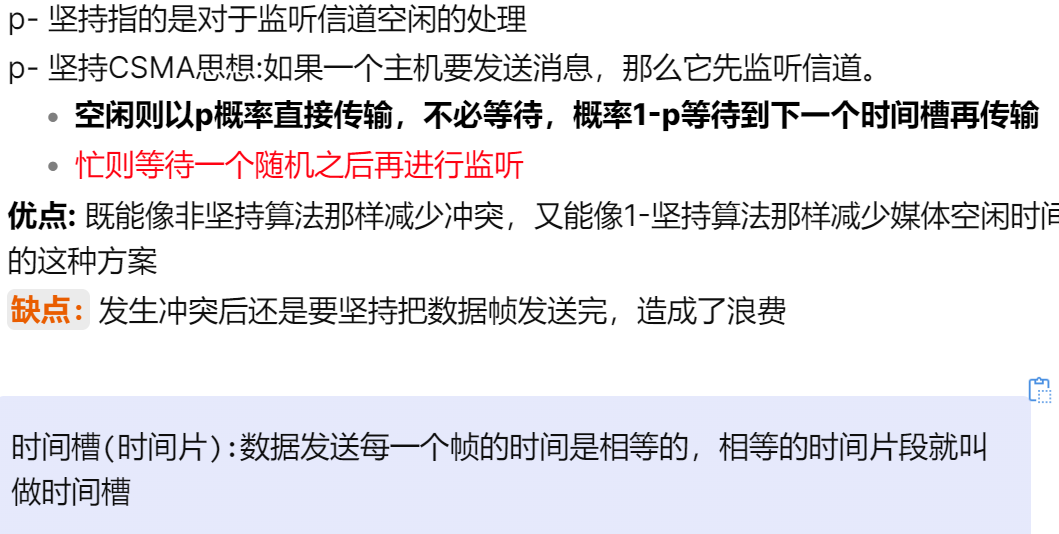 p- 坚持指的是对于监听信道空闲的处理
p- 坚持CSMA思想:如果一个主机要发送消息，那么它先监听信道。
• 空闲则以p概率直接传输，不必等待，概率1-p等待到下一个时间槽再传输
• 忙则等待一个随机之后再进行监听
优点: 既能像非坚持算法那样减少冲突，又能像1-坚持算法那样减少媒体空闲时间
的这种方案
缺点： 发生冲突后还是要坚持把数据帧发送完，造成了浪费
时间槽(时间片):数据发送每一个帧的时间是相等的，相等的时间片段就叫
做时间槽